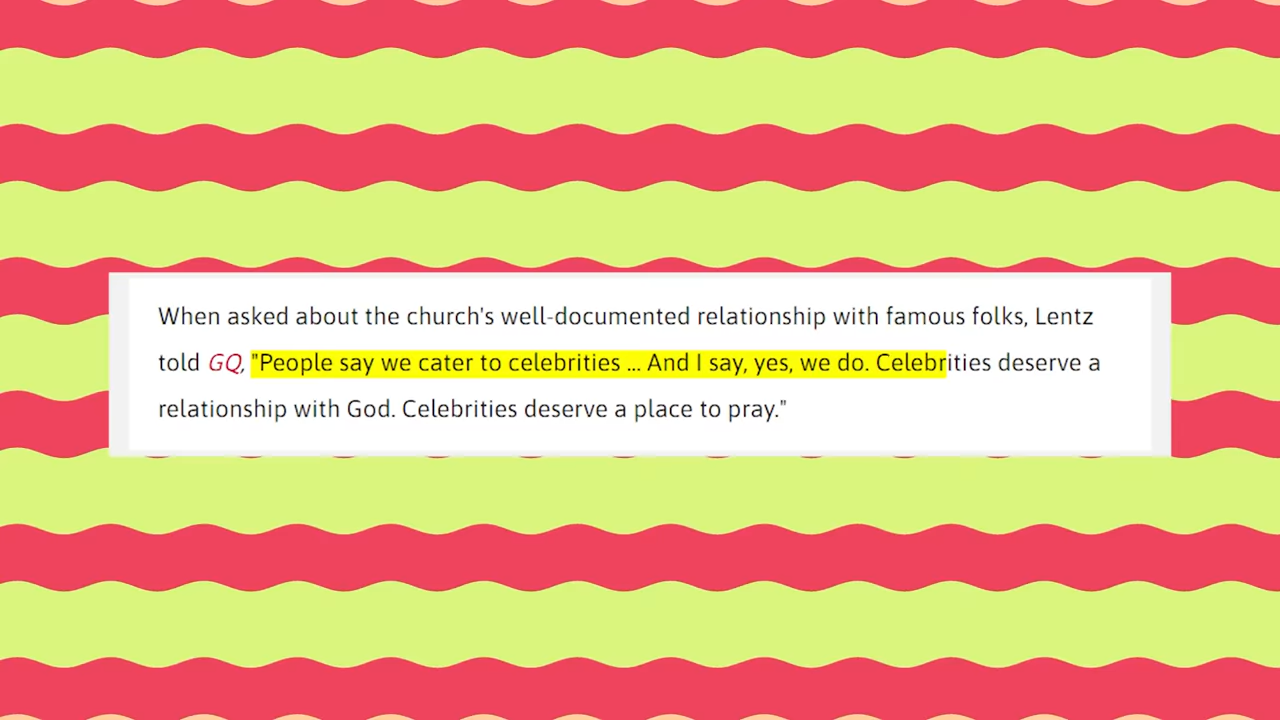 When asked about the church's well-documented relationship with famous folks, Lentz
told GQ, "People say we cater to celebrities ... And I say, yes, we do. Celebrities deserve a
relationship with God. Celebrities deserve a place to pray."